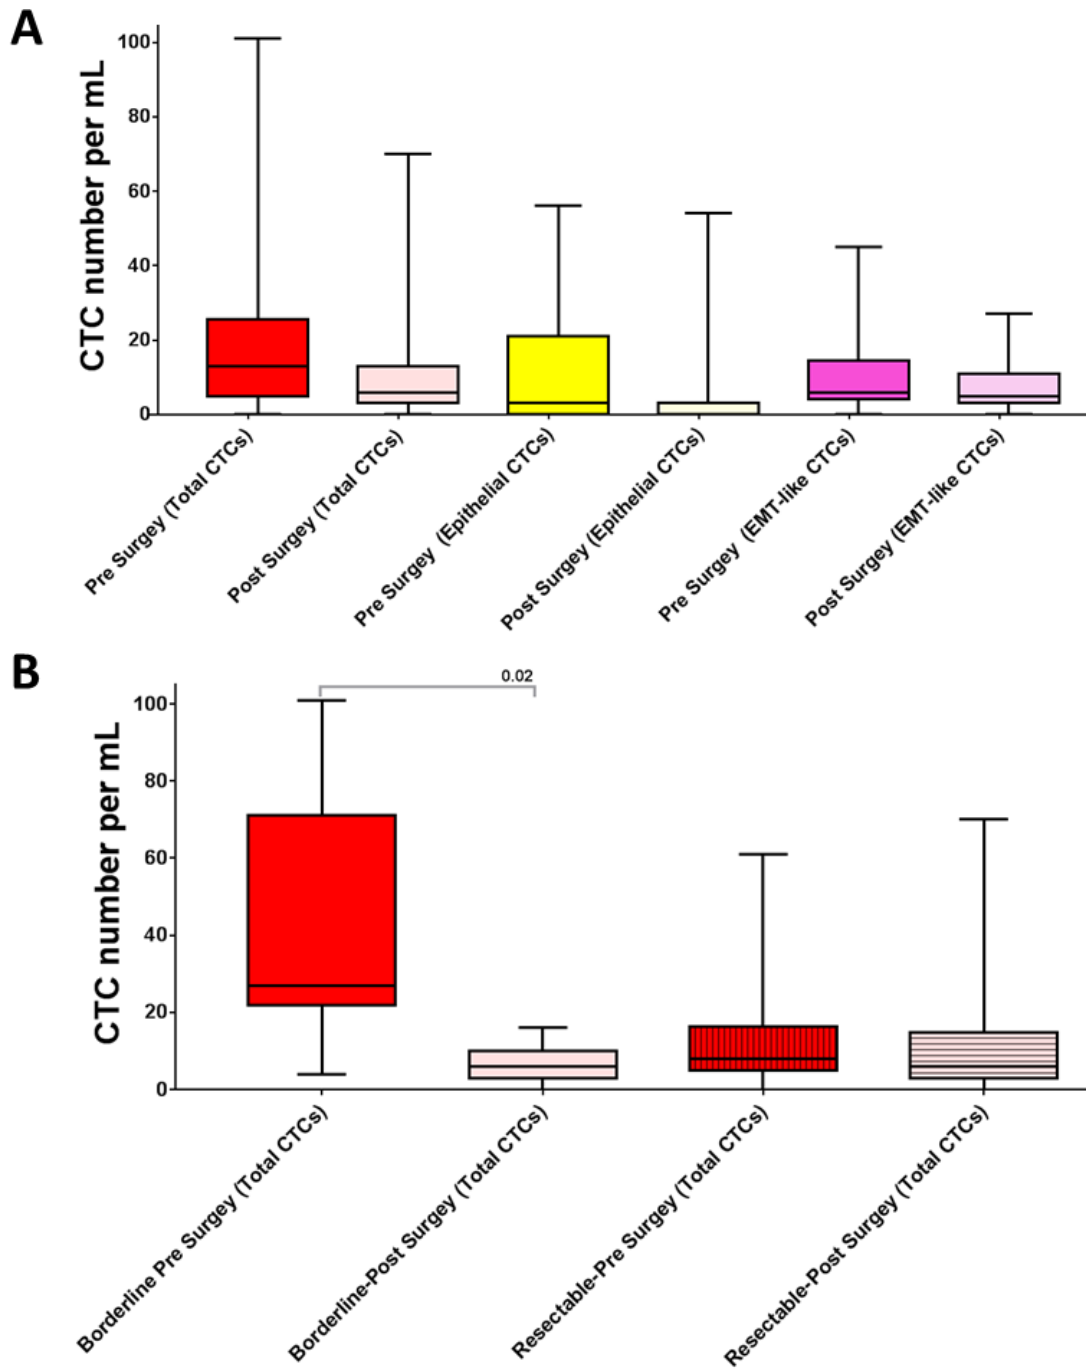 A
CTC number per mL
100
80
60
40
20
0
Pre Surgey (Total CTCs)
Post Surgey (Total CTCs)
Pre Surgey (Epithelial CTCs)
Post Surgey (Epithelial CTCs)
Pre Surgey (EMT-like CTCs)
Post Surgey (EMT-like CTCs)
B
0.02
CTC number per mL
100
80
60
40
20
0
Borderline Pre Surgey (Total CTCs)
Borderline-Post Surgey (Total CTCs)
Resectable-Pre Surgey (Total CTCs)
Resectable-Post Surgey (Total CTCs)